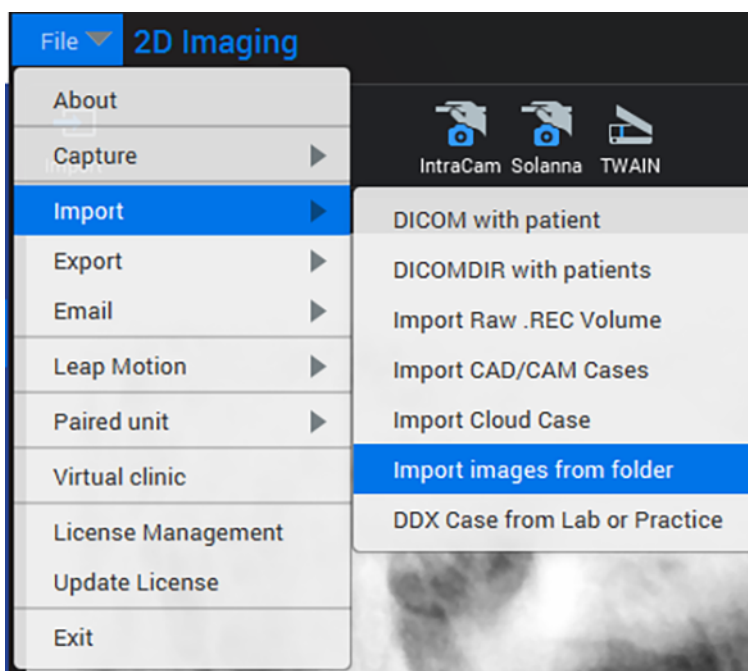 File 2D Imaging
About
Import
Capture
IntraCam Solanna TWAIN
Import
DICOM with patient
DICOMDIR with patients
Import Raw .REC Volume
Import CAD/CAM Cases
Import Cloud Case
Import images from folder
DDX Case from Lab or Practice
Export
Email
Leap Motion
Paired unit
Virtual clinic
License Management
Update License
Exit